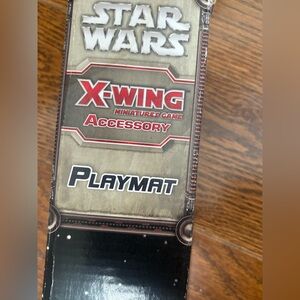 STAR
WARS
X-WING
MINIATURES GAME
ACCESSORY
PLAYMAT